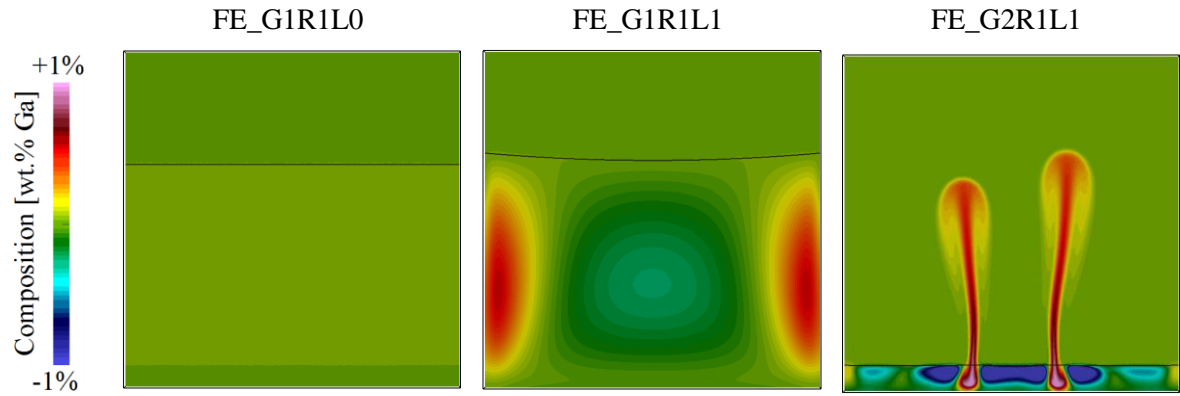 FE_G1R1L0
FE_G1R1L1
FE_G2R1L1
+1%
Composition [wt.% Ga]
-1%